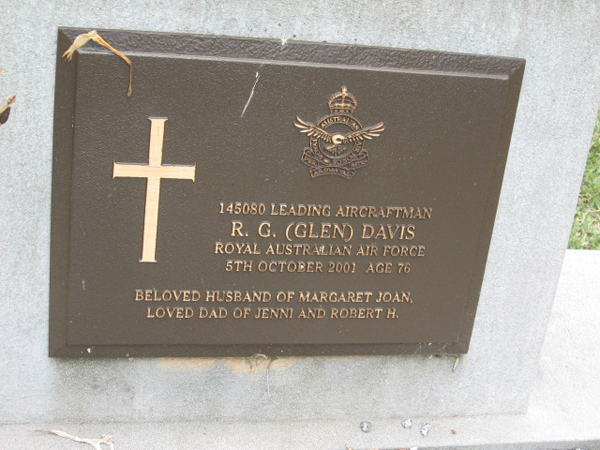 AUSTRALIAN
145080 LEADING AIRCRAFTMAN
R. G. (GLEN) DAVIS
ROYAL AUSTRALIAN AIR FORCE
5TH OCTOBER 2001 AGE 76
BELOVED HUSBAND OF MARGARET JOAN,
LOVED DAD OF JENNI AND ROBERT H.